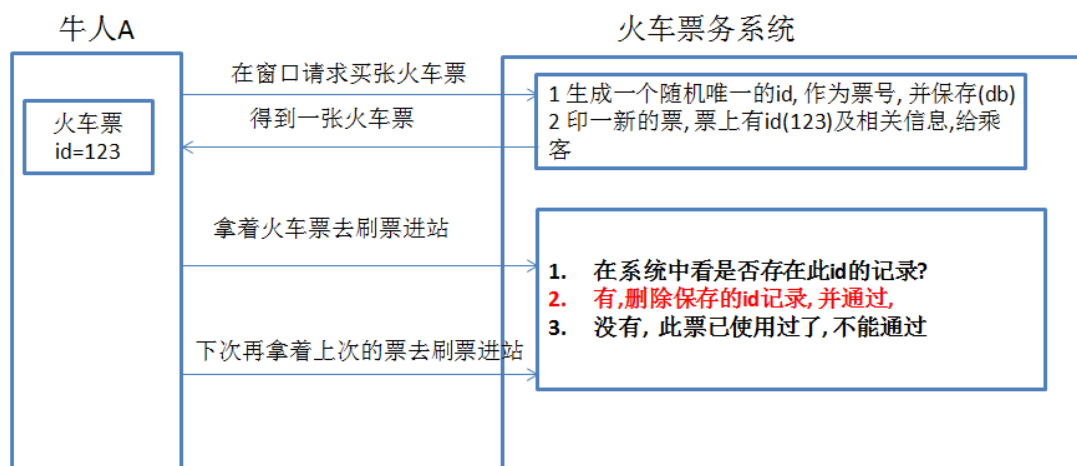 牛人A
火车票务系统
在窗口请求买张火车票
得到一张火车票
火车票
id=123
1 生成一个随机唯一的id, 作为票号, 并保存(db)
2 印一新的票, 票上有id(123)及相关信息,给乘
客
拿着火车票去刷票进站
下次再拿着上次的票去刷票进站
1. 在系统中看是否存在此id的记录?
2. 有,删除保存的id记录, 并通过,
3. 没有, 此票已使用过了, 不能通过